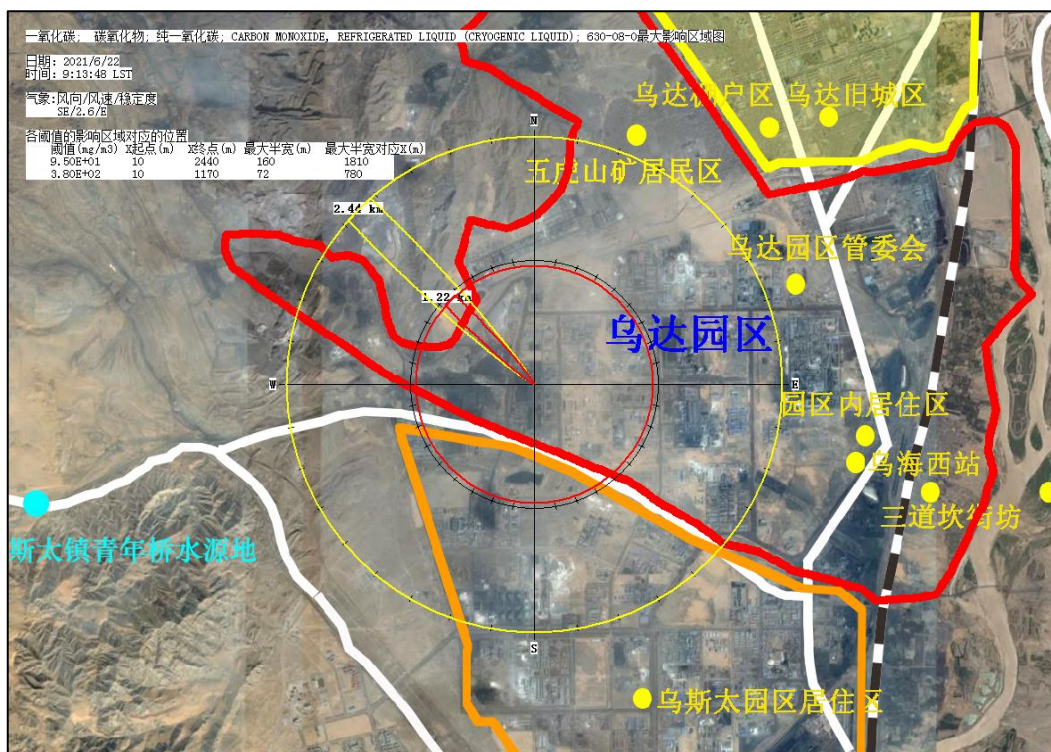 一氧化碳; 碳氧化物; 纯一氧化碳; CARBON MONOXIDE, REFRIGERATED LIQUID (CRYOGENIC LIQUID); 630-08-0最大影响区域图
日期: 2021/6/22
时间: 9:13:48 LST
气象:风向/风速/稳定度
SE/2.6/E
各阈值的影响区域对应的位置
阈值(mg/m3) X起点(m) X终点(m) 最大半宽(m) 最大半宽对应X(m)
9.50E+01 10 2440 160 1810
3.80E+02 10 1170 72 780
乌达棚户区 乌达旧城区
N
五虎山矿居民区
2.44 km
乌达园区管委会
1.22 km
乌达园区
W
E
园区内居住区
乌海西站
三道坎街坊
斯太镇青年桥水源地
S
乌斯太园区居住区